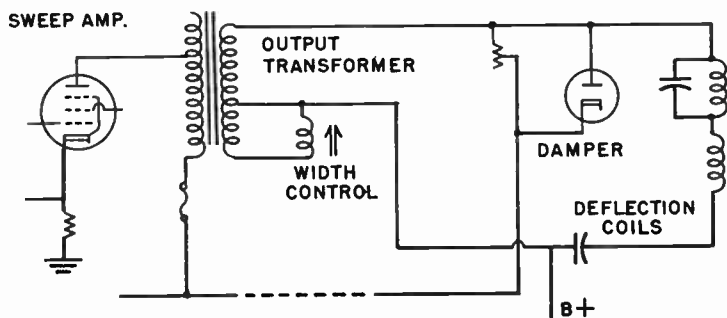 SWEEP AMP.
OUTPUT
TRANSFORMER
WIDTH
CONTROL
DAMPER
DEFLECTION
COILS
B+